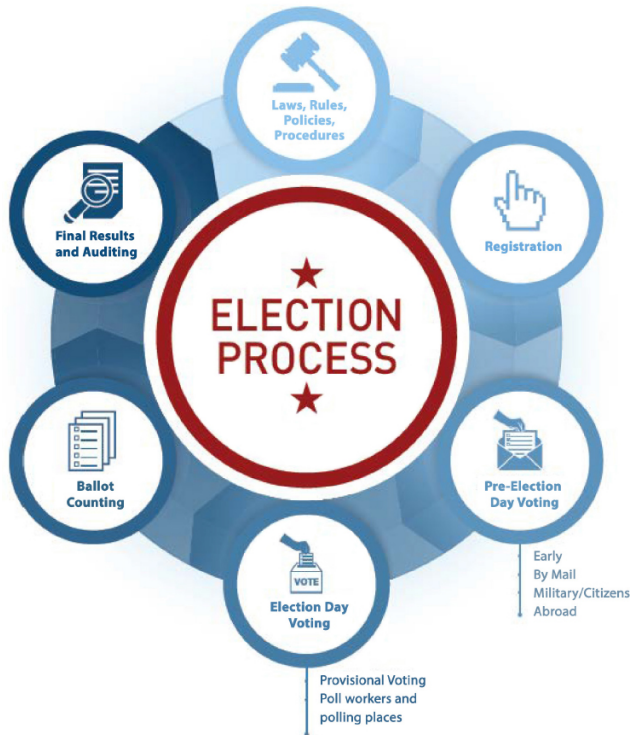 Laws, Rules,
Policies,
Procedures
Registration
Pre-Election
Day Voting
Early
By Mail
Military/Citizens
Abroad
VOTE
Election Day
Voting
Provisional Voting
Poll workers and
polling places
Ballot
Counting
Final Results
and Auditing
ELECTION
PROCESS